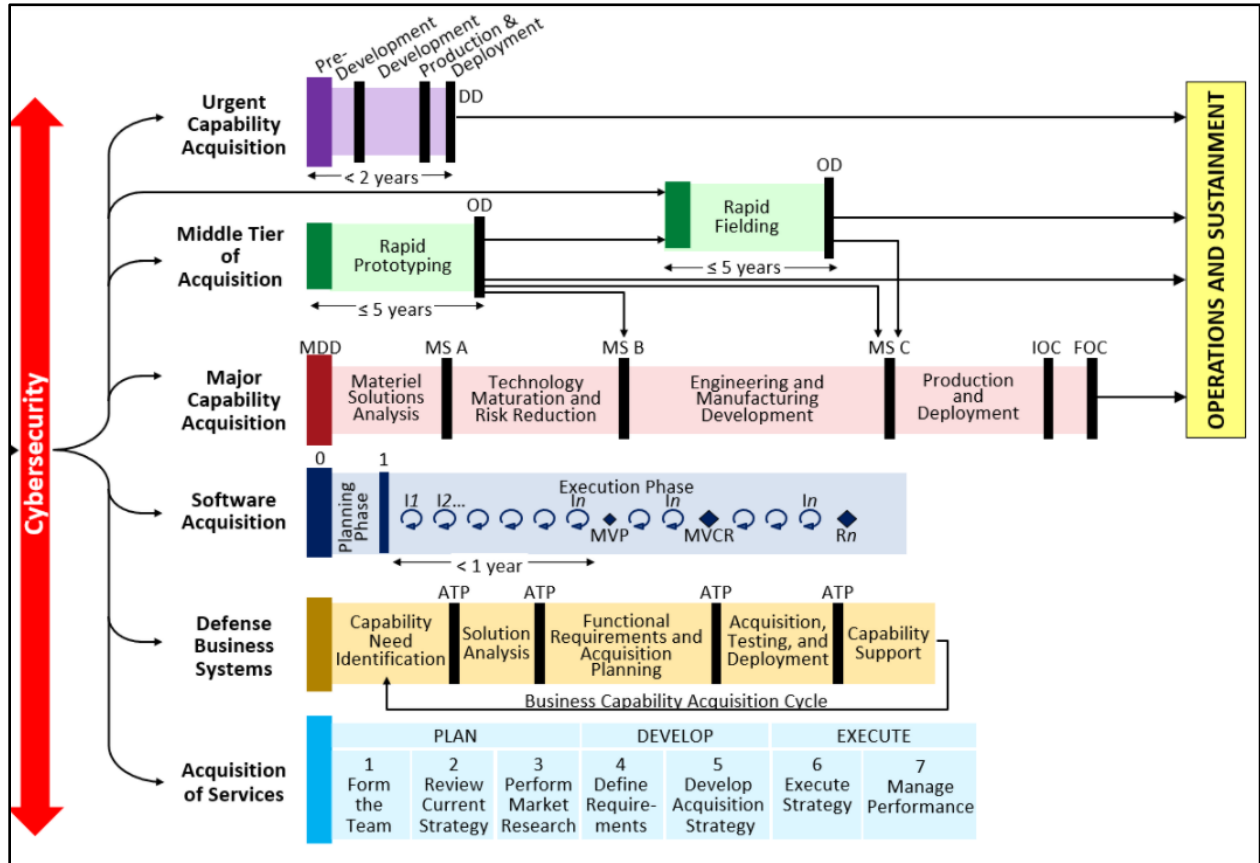 Cybersecurity
Pre-
Development
Development
Production &
Deployment
Urgent
Capability
Acquisition
DD
< 2 years
Middle Tier
of
Acquisition
OD
Rapid
Prototyping
≤ 5 years
OD
Rapid
Fielding
≤ 5 years
Major
Capability
Acquisition
MDD
MS A
MS B
MS C
IOC
FOC
Materiel
Solutions
Analysis
Technology
Maturation and
Risk Reduction
Engineering and
Manufacturing
Development
Production
and
Deployment
OPERATIONS AND SUSTAINMENT
Software
Acquisition
0
1
Planning
Phase
Execution Phase
I1
I2...
In
In
In
MVP
MVCR
Rn
< 1 year
Defense
Business
Systems
ATP
ATP
ATP
ATP
Capability
Need
Identification
Solution
Analysis
Functional
Requirements and
Acquisition
Planning
Acquisition,
Testing, and
Deployment
Capability
Support
Business Capability Acquisition Cycle
Acquisition
of Services
PLAN
DEVELOP
EXECUTE
1
Form
the
Team
2
Review
Current
Strategy
3
Perform
Market
Research
4
Define
Require-
ments
5
Develop
Acquisition
Strategy
6
Execute
Strategy
7
Manage
Performance